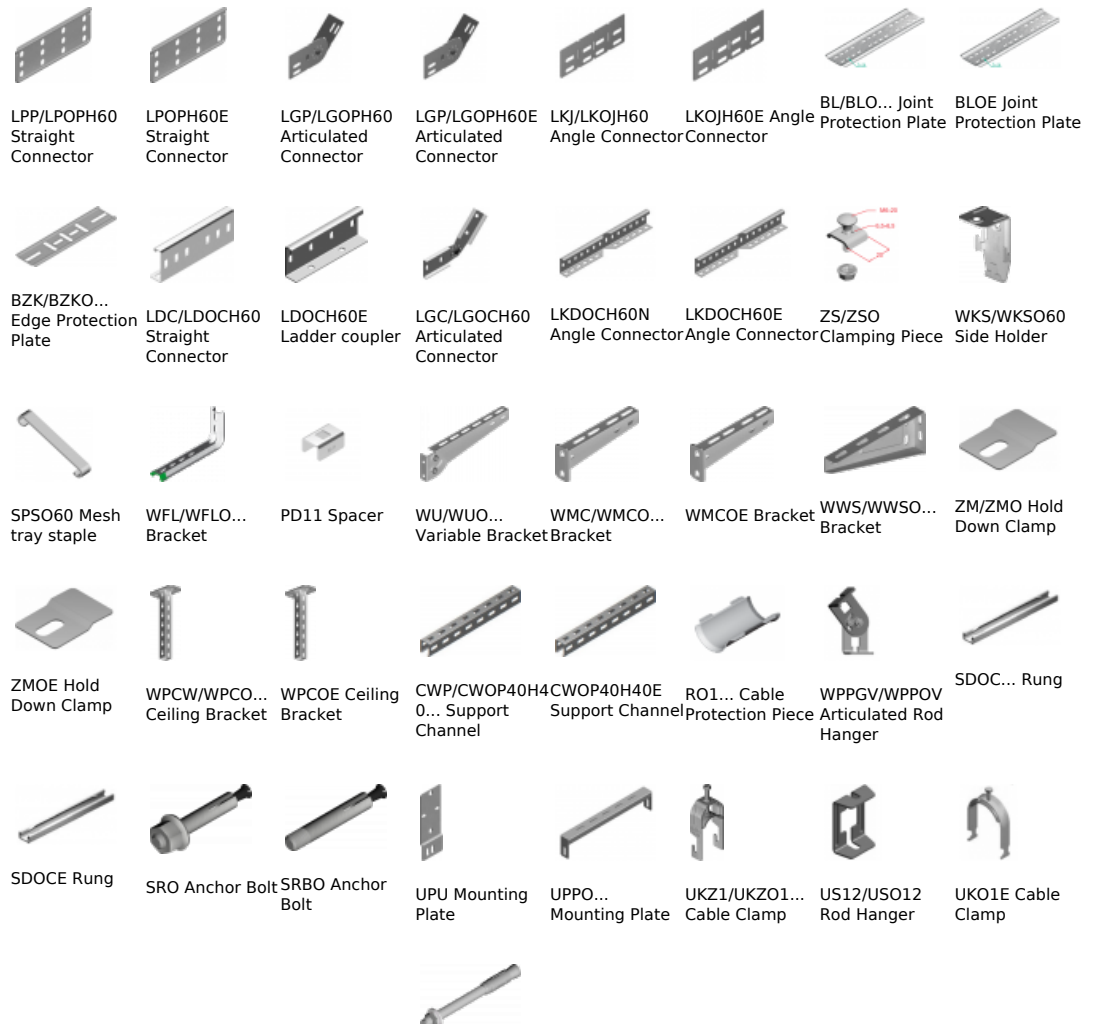 LPP/LPOPH60
Straight
Connector
LPOPH60E
Straight
Connector
LGP/LGOPH60
Articulated
Connector
LGP/LGOPH60E
Articulated
Connector
LKJ/LKOJH60
Angle Connector
LKOJH60E Angle
Connector
BL/BLO... Joint
Protection Plate
BLOE Joint
Protection Plate
BZK/BZKO...
Edge Protection
Plate
LDC/LDOCH60
Straight
Connector
LDOCH60E
Ladder coupler
LGC/LGOCH60
Articulated
Connector
LKDOCH60N
Angle Connector
LKDOCH60E
Angle Connector
ZS/ZSO
Clamping Piece
WKS/WKSO60
Side Holder
SPSO60 Mesh
tray staple
WFL/WFLO...
Bracket
PD11 Spacer
WU/WUO...
Variable Bracket
WMC/WMCO...
Bracket
WMCOE Bracket
WWS/WWSO...
Bracket
ZM/ZMO Hold
Down Clamp
ZMOE Hold
Down Clamp
WPCW/WPCO...
Ceiling Bracket
WPCOE Ceiling
Bracket
CWP/CWOP40H4
0... Support
Channel
CWOP40H40E
Support Channel
RO1... Cable
Protection Piece
WPPGV/WPPOV
Articulated Rod
Hanger
SDOC... Rung
SDOCE Rung
SRO Anchor Bolt
SRBO Anchor
Bolt
UPU Mounting
Plate
UPPO...
Mounting Plate
UKZ1/UKZO1...
Cable Clamp
US12/USO12
Rod Hanger
UKO1E Cable
Clamp